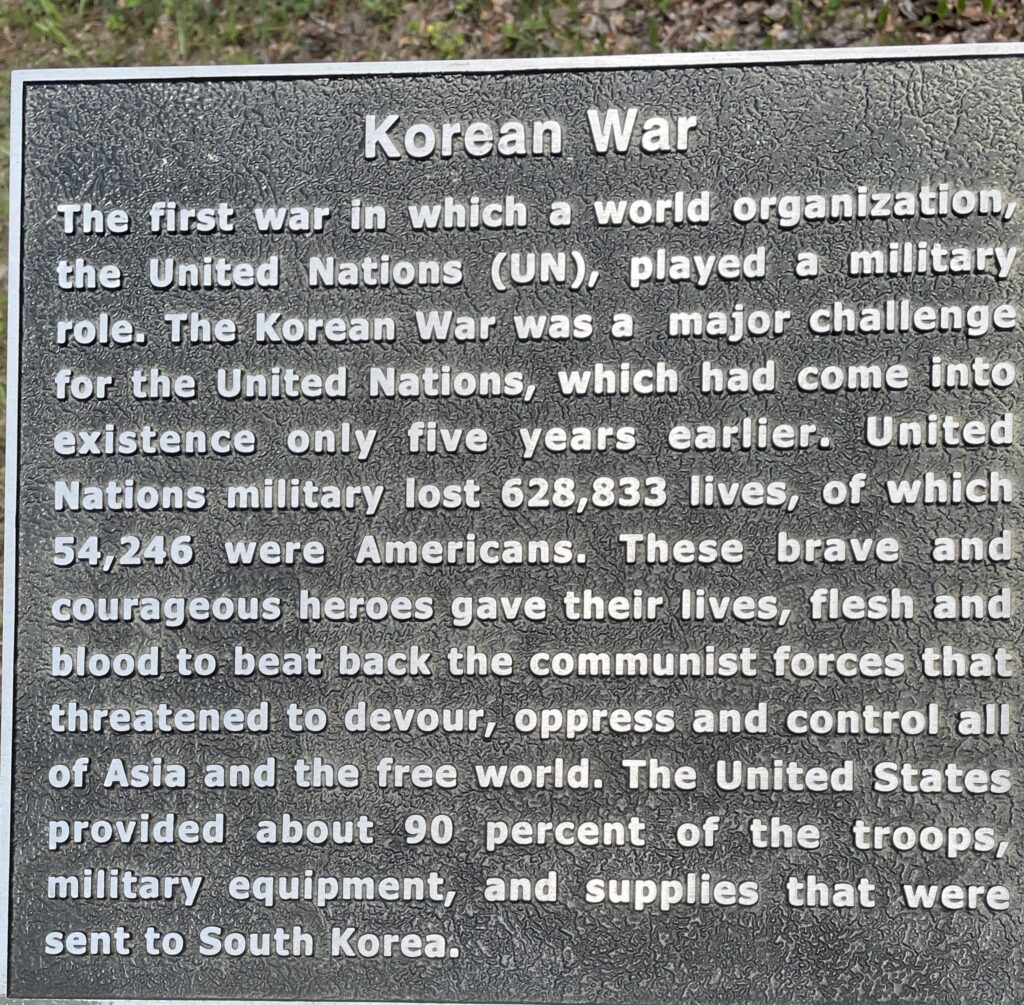 Korean War
The first war in which a world organization,
the United Nations (UN), played a military
role. The Korean War was a major challenge
for the United Nations, which had come into
existence only five years earlier. United
Nations military lost 628,833 lives, of which
54,246 were Americans. These brave and
courageous heroes gave their lives, flesh and
blood to beat back the communist forces that
threatened to devour, oppress and control all
of Asia and the free world. The United States
provided about 90 percent of the troops,
military equipment, and supplies that were
sent to South Korea.